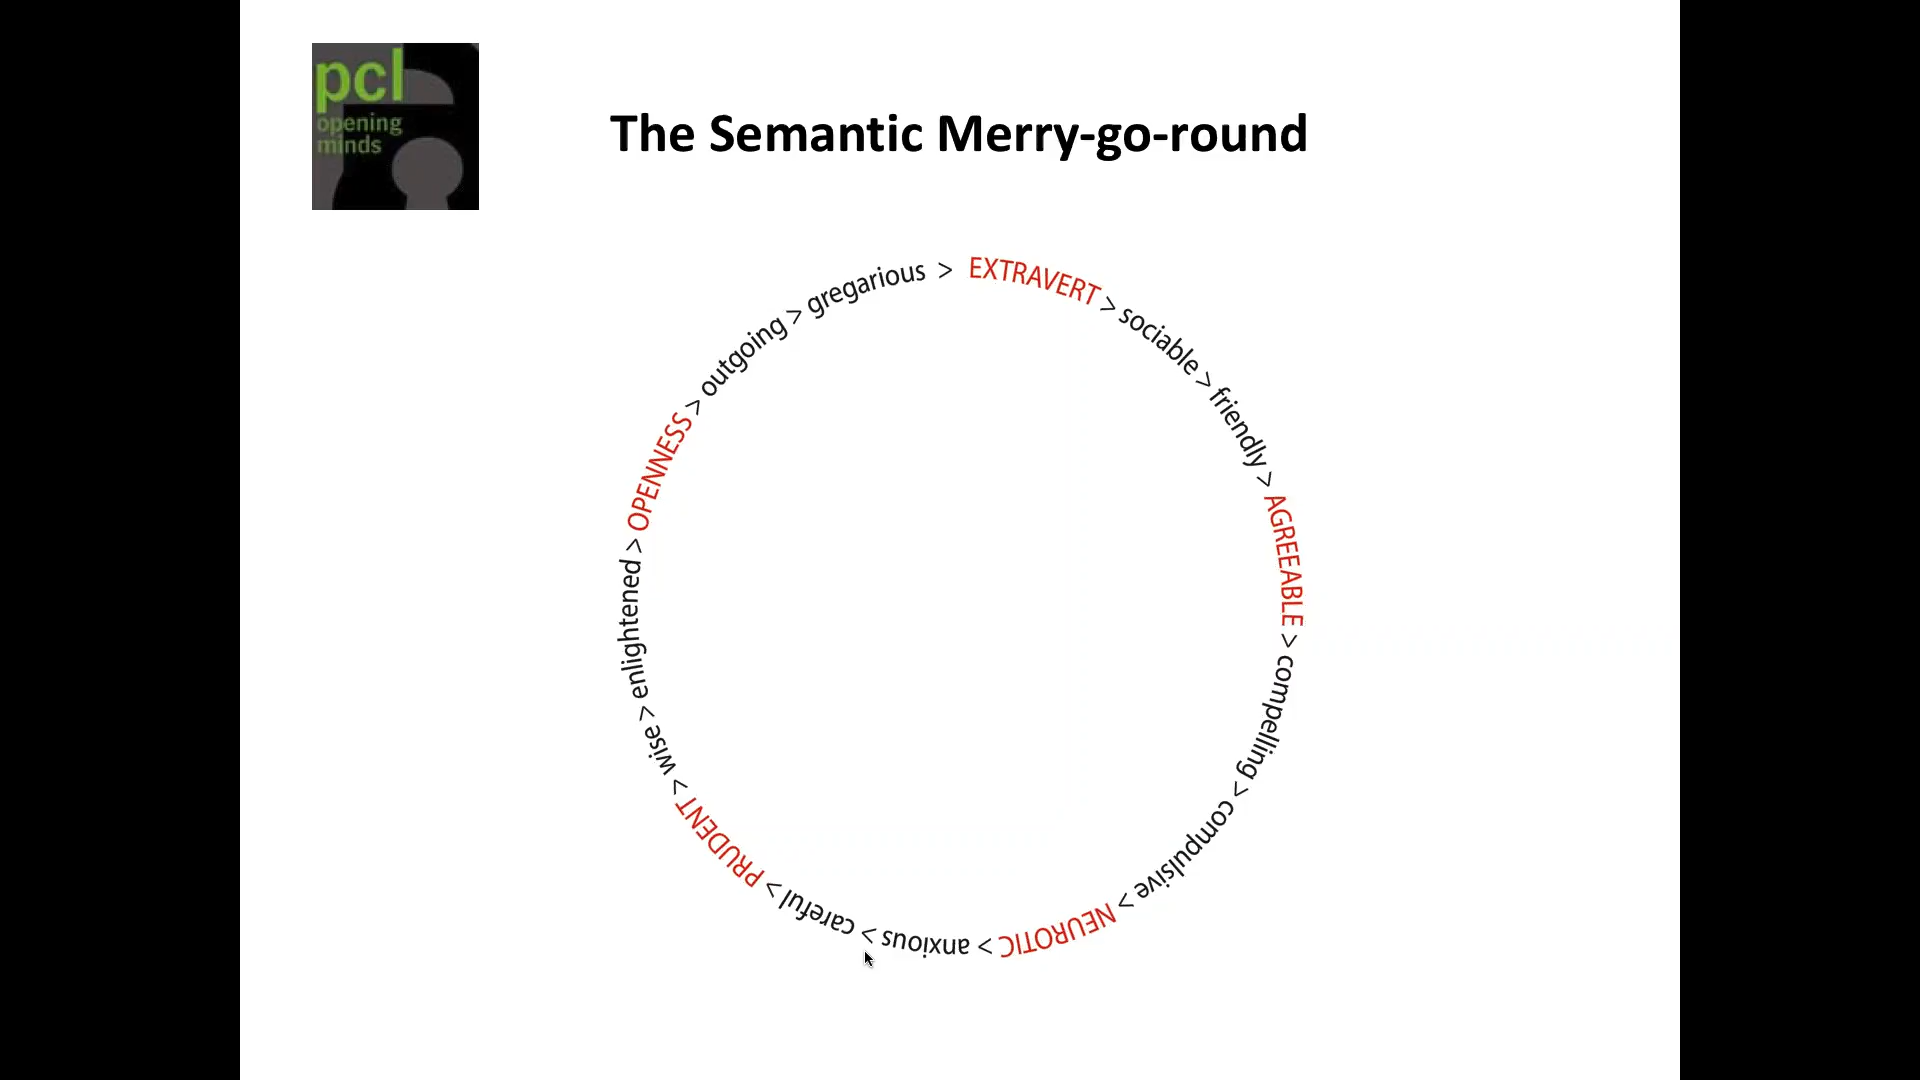 pcl
opening
minds
The Semantic Merry-go-round
EXTRAVERT > sociable > friendly > AGREEABLE > compelling > compulsive > NEUROTIC > anxious > careful > PRUDENT > wise > enlightened > OPENNESS > outgoing > gregarious >